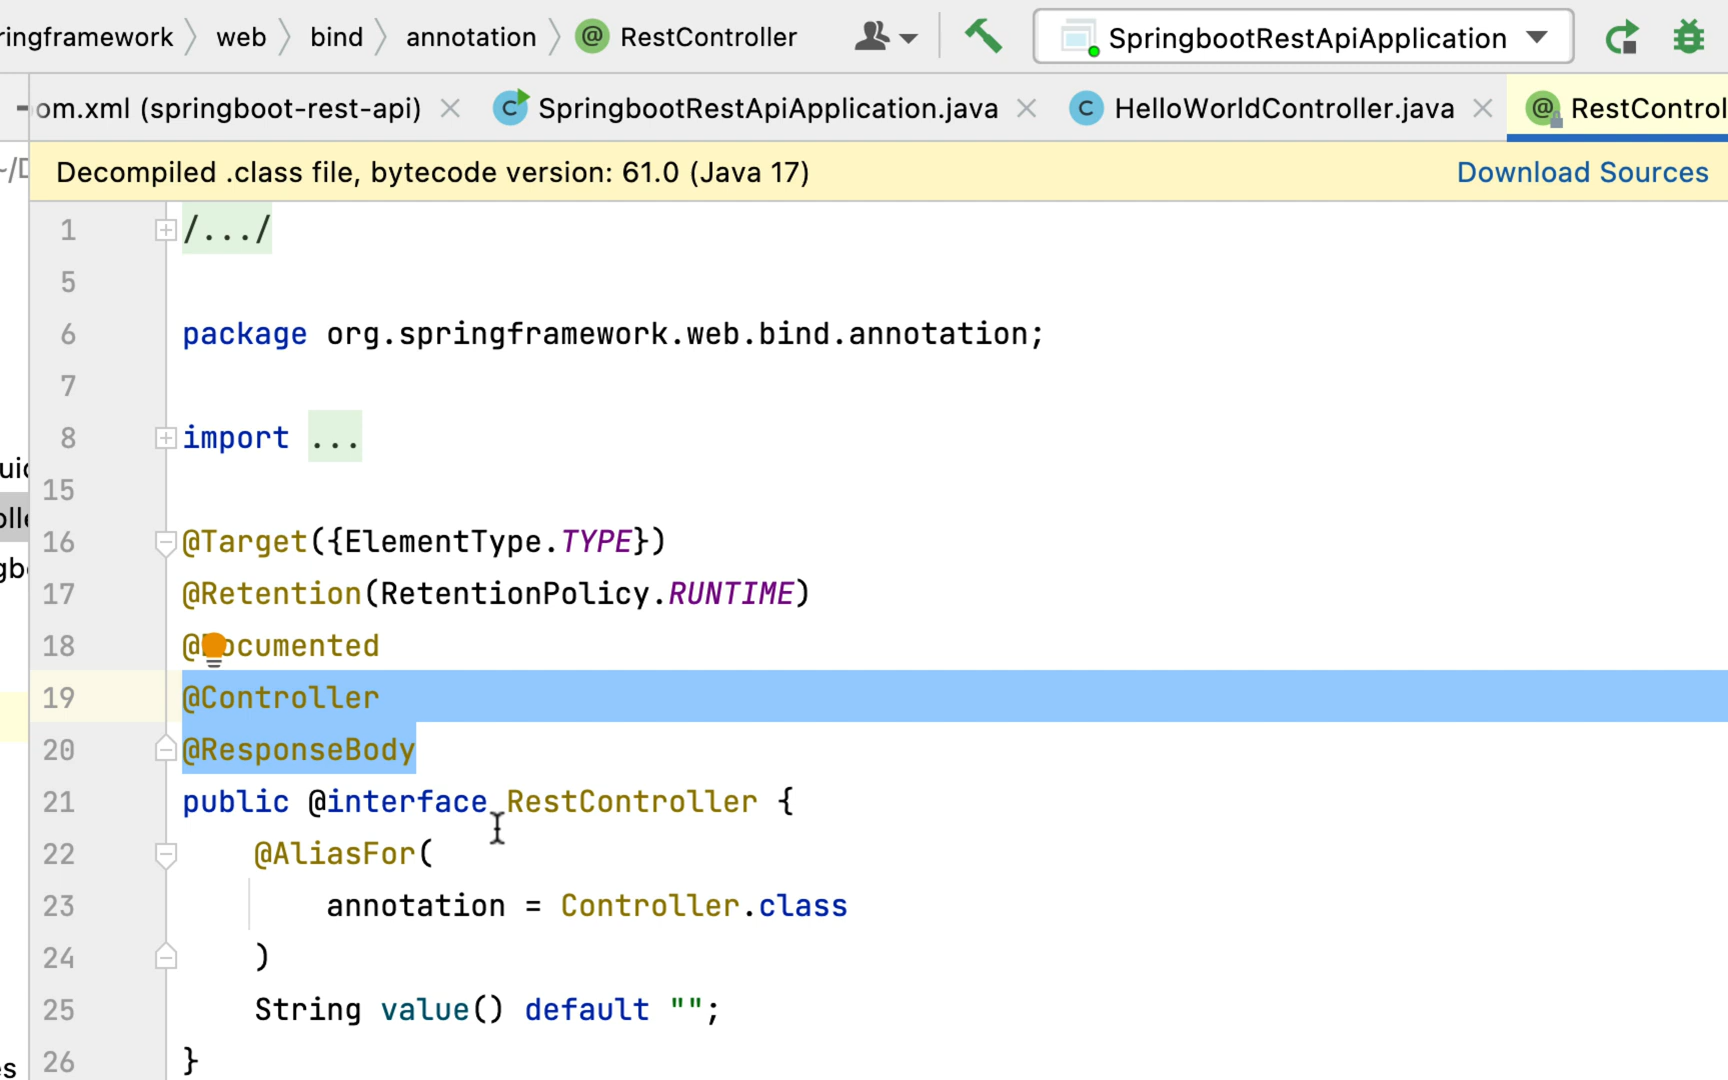 ringframework web bind annotation @ RestController SpringbootRestApiApplication
om.xml (springboot-rest-api) C SpringbootRestApiApplication.java C HelloWorldController.java @ RestControl
Decompiled .class file, bytecode version: 61.0 (Java 17) Download Sources
1 /.../
5
6 package org.springframework.web.bind.annotation;
7
8 import ...
15
16 @Target({ElementType.TYPE})
17 @Retention(RetentionPolicy.RUNTIME)
18 @Documented
19 @Controller
20 @ResponseBody
21 public @interface RestController {
22 @AliasFor(
23 annotation = Controller.class
24 )
25 String value() default "";
26 }